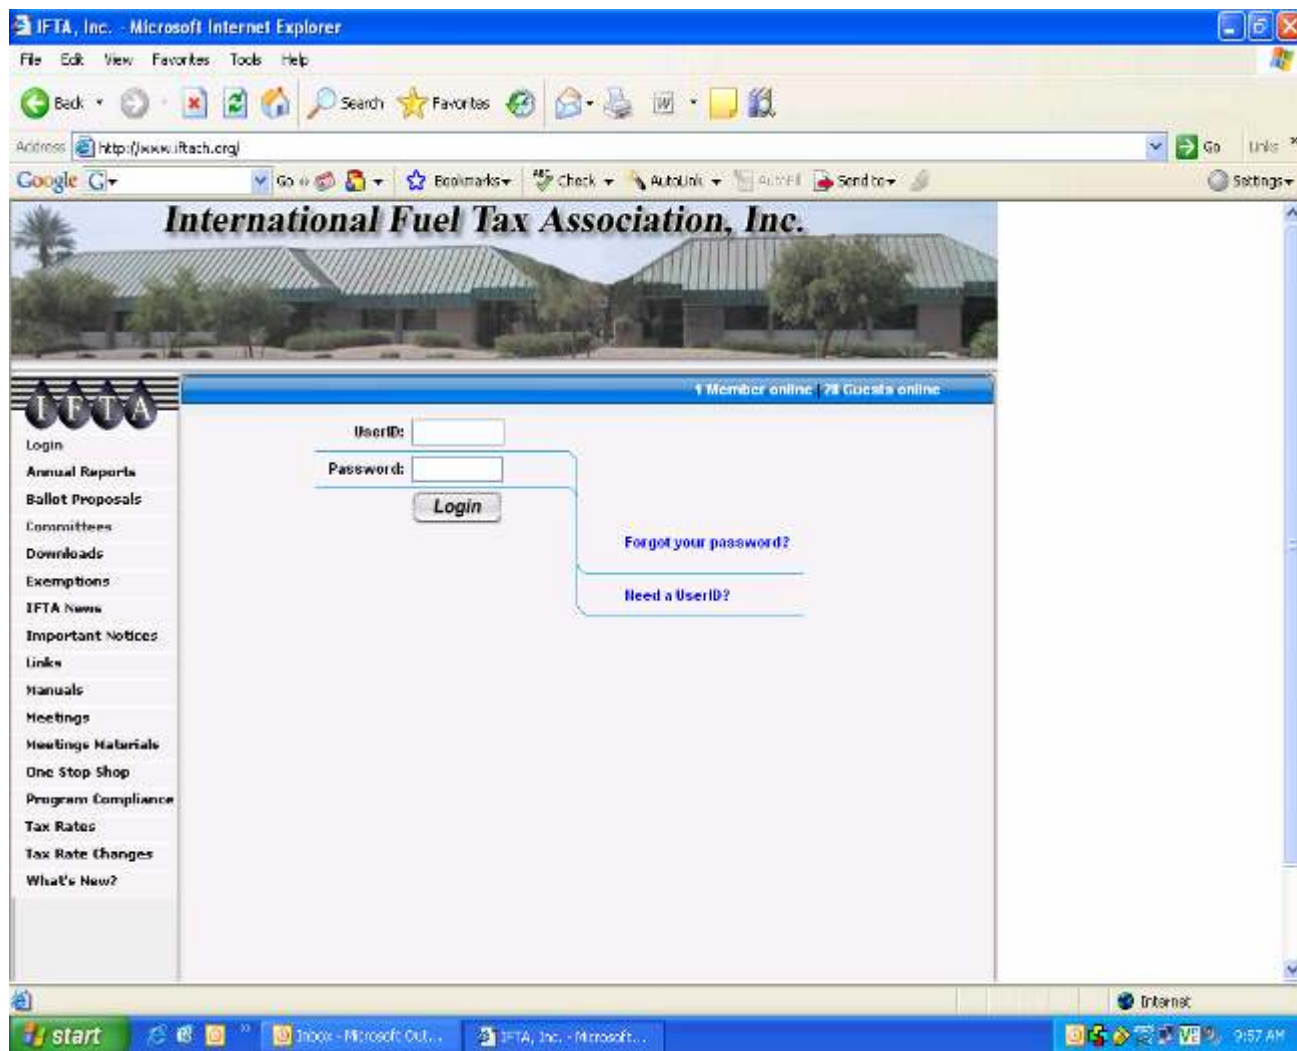 IFTA, Inc. - Microsoft Internet Explorer
File Edit View Favorites Tools Help
Back Search Favorites
Address http://www.iftach.org/ Go Links »
Google G Go Bookmarks Check AutoLink AutoFill Send to Settings
International Fuel Tax Association, Inc.
IFTA
1 Member online | 28 Guests online
UserID:
Password:
Login
Forgot your password?
Need a UserID?
Login
Annual Reports
Ballot Proposals
Committees
Downloads
Exemptions
IFTA News
Important Notices
Links
Manuals
Meetings
Meetings Materials
One Stop Shop
Program Compliance
Tax Rates
Tax Rate Changes
What's New?
Internet
start Inbox - Microsoft Out... IFTA, Inc. - Microsoft... 9:57 AM